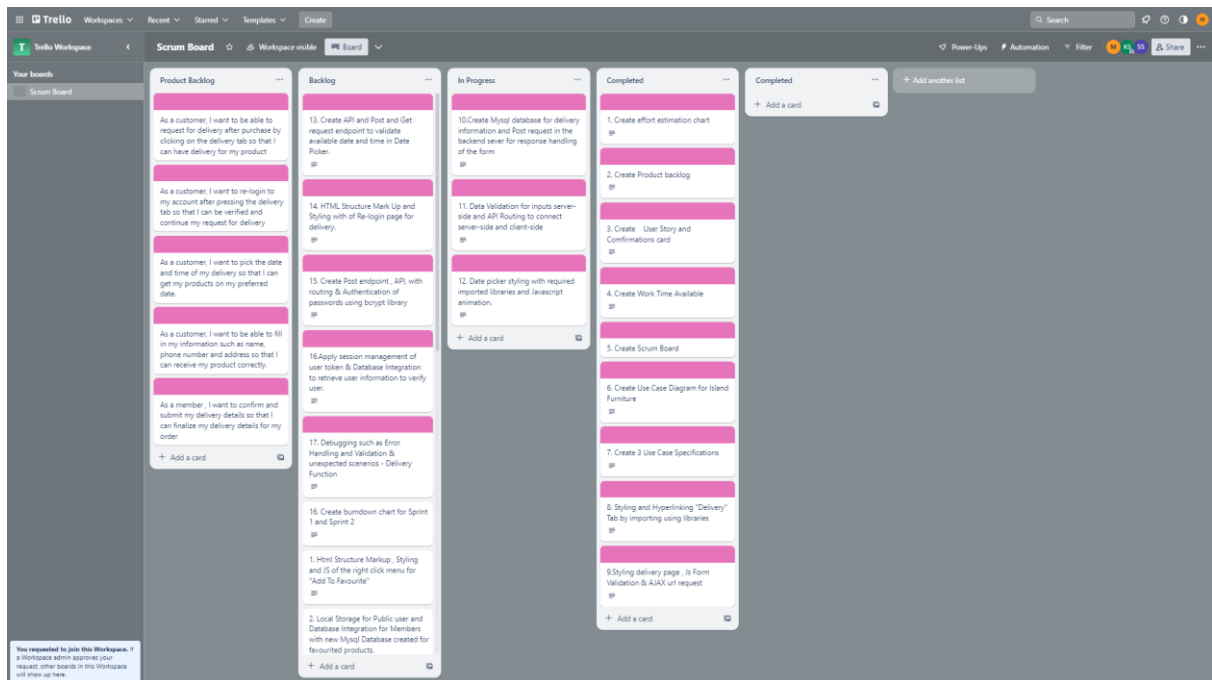 Trello Workspaces Recent Starred Templates Create Search M
T Trello Workspace Scrum Board Workspace visible Board Power-Ups Automation Filter M KS SS Share
Your boards
Scrum Board
Product Backlog
As a customer, I want to be able to
request for delivery after purchase by
clicking on the delivery tab so that I
can have delivery for my product
As a customer, I want to re-login to
my account after pressing the delivery
tab so that I can be verified and
continue my request for delivery
As a customer, I want to pick the date
and time of my delivery so that I can
get my products on my preferred
date.
As a customer, I want to be able to fill
in my information such as name,
phone number and address so that I
can receive my product correctly.
As a member , I want to confirm and
submit my delivery details so that I
can finalize my delivery details for my
order
+ Add a card
Backlog
13. Create API and Post and Get
request endpoint to validate
available date and time in Date
Picker.
14. HTML Structure Mark Up and
Styling with of Re-login page for
delivery.
15. Create Post endpoint , API, with
routing & Authentication of
passwords using bcrypt library
16.Apply session management of
user token & Database Integration
to retrieve user information to verify
user.
17. Debugging such as Error
Handling and Validation &
unexpected scenerios - Delivery
Function
16. Create burndown chart for Sprint
1 and Sprint 2
1. Html Structure Markup , Styling
and JS of the right click menu for
"Add To Favourite"
2. Local Storage for Public user and
Database Integration for Members
with new Mysql Database created for
favourited products.
+ Add a card
In Progress
10.Create Mysql database for delivery
information and Post request in the
backend sever for response handling
of the form
11. Data Validation for inputs server-
side and API Routing to connect
server-side and client-side
12. Date picker styling with required
imported libraries and Javascript
animation.
+ Add a card
Completed
1. Create effort estimation chart
2. Create Product backlog
3. Create User Story and
Comfirmations card
4. Create Work Time Available
5. Create Scrum Board
6. Create Use Case Diagram for Island
Furniture
7. Create 3 Use Case Specifications
8. Styling and Hyperlinking "Delivery"
Tab by importing using libraries
9.Styling delivery page , Js Form
Validation & AJAX url request
+ Add a card
Completed
+ Add a card
+ Add another list
You requested to join this Workspace. If
a Workspace admin approves your
request, other boards in this Workspace
will show up here.